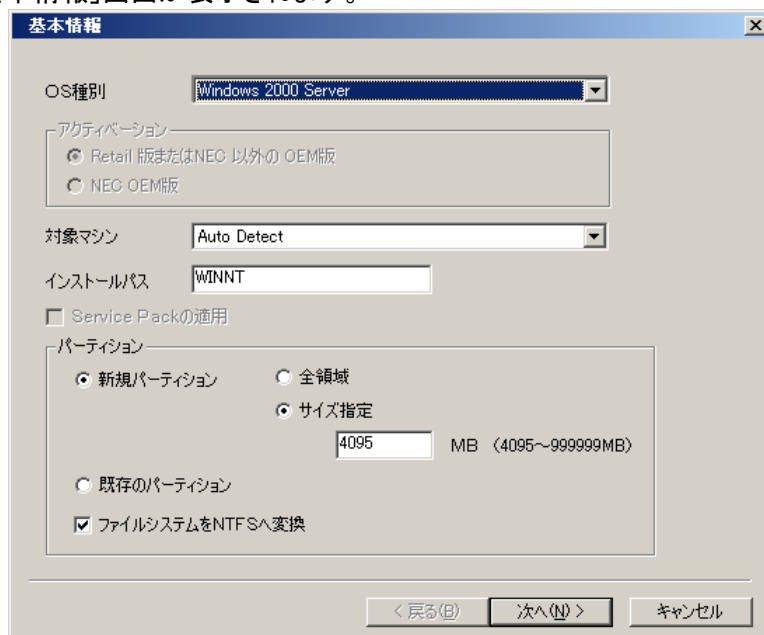 本情報」画面が表示されます。
基本情報
OS種別 Windows 2000 Server
アクティベーション
Retail 版またはNEC 以外の OEM版
NEC OEM版
対象マシン Auto Detect
インストールパス WINNT
Service Packの適用
パーティション
新規パーティション 全領域
サイズ指定
4095 MB (4095～999999MB)
既存のパーティション
ファイルシステムをNTFSへ変換
< 戻る(B) 次へ(N) > キャンセル